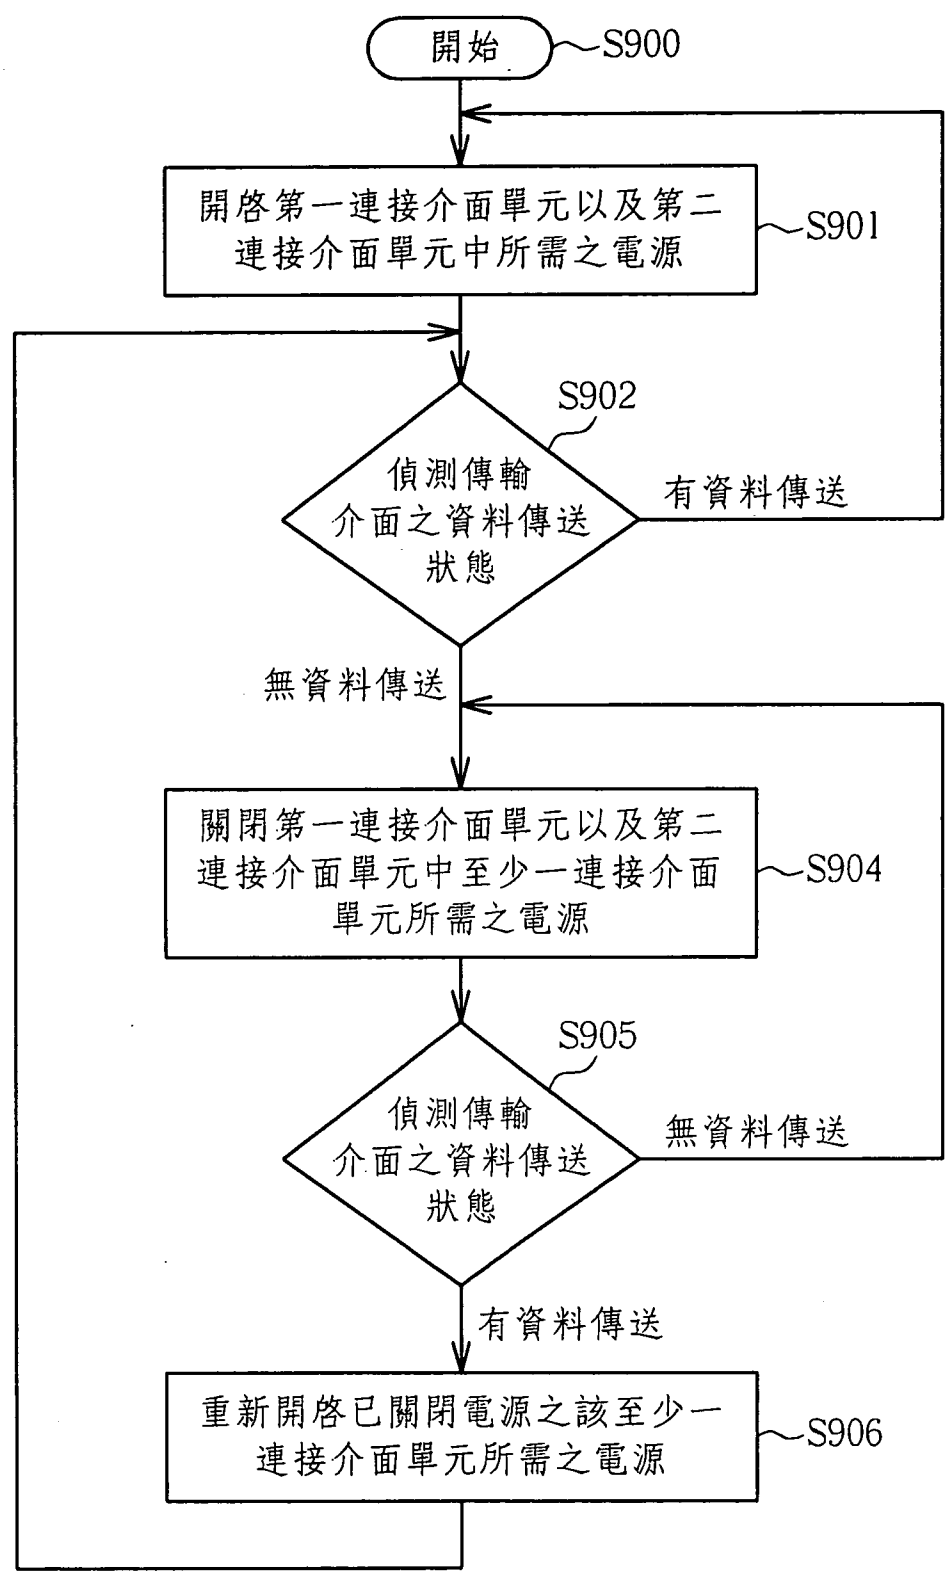 開始
S900
開啓第一連接介面單元以及第二
連接介面單元中所需之電源
S901
S902
偵測傳輸
介面之資料傳送
狀態
有資料傳送
無資料傳送
關閉第一連接介面單元以及第二
連接介面單元中至少一連接介面
單元所需之電源
S904
S905
偵測傳輸
介面之資料傳送
狀態
無資料傳送
有資料傳送
重新開啓已關閉電源之該至少一
連接介面單元所需之電源
S906